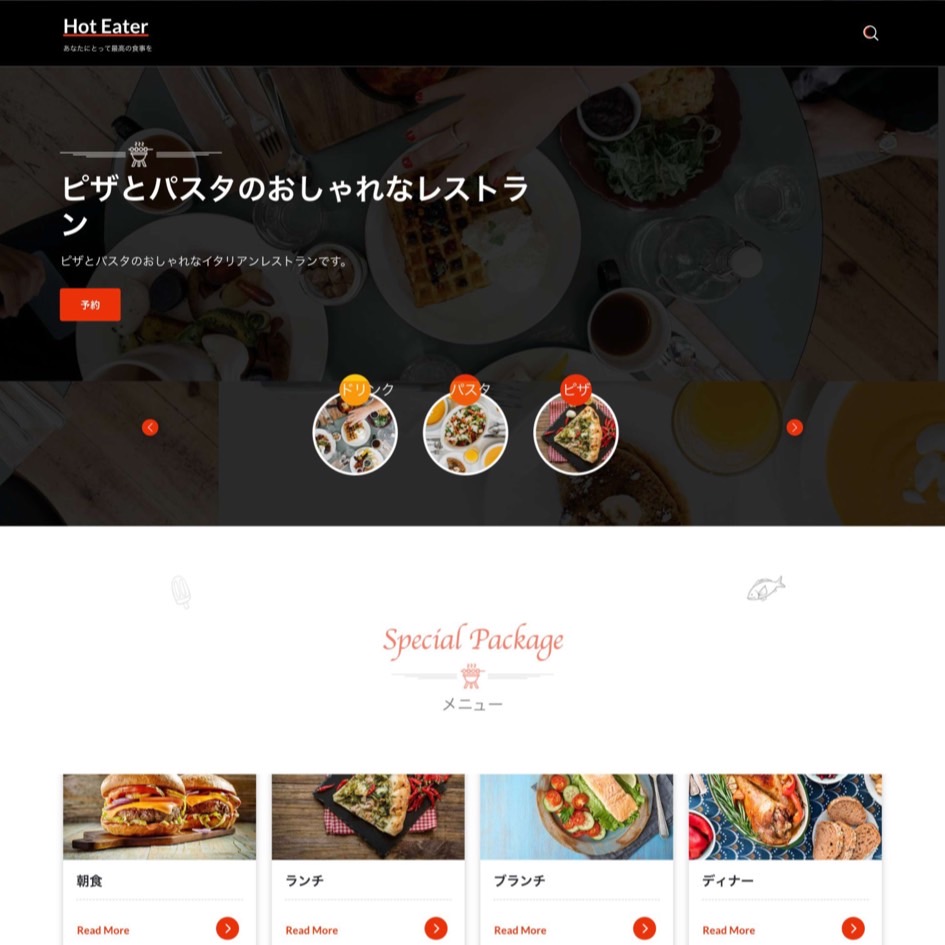 Hot Eater
あなたにとって最高の食事を
ピザとパスタのおしゃれなレストラ
ン
ピザとパスタのおしゃれなイタリアンレストランです。
予約
ドリンク パスタ ピザ
Special Package
メニュー
朝食 ランチ ブランチ ディナー
Read More Read More Read More Read More